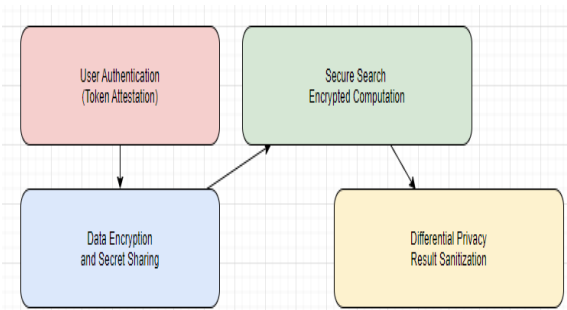 User Authentication
(Token Attestation)
Secure Search
Encrypted Computation
Data Encryption
and Secret Sharing
Differential Privacy
Result Sanitization